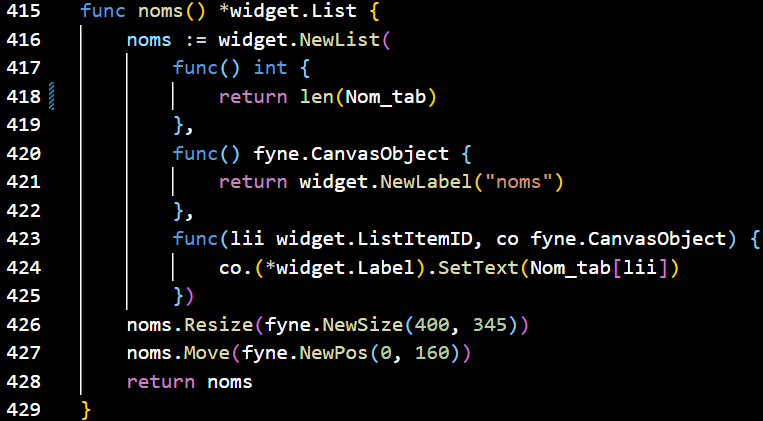 415 func noms() *widget.List {
416     noms := widget.NewList(
417         func() int {
418             return len(Nom_tab)
419         },
420         func() fyne.CanvasObject {
421             return widget.NewLabel("noms")
422         },
423         func(lii widget.ListItemID, co fyne.CanvasObject) {
424             co.(*widget.Label).SetText(Nom_tab[lii])
425         })
426     noms.Resize(fyne.NewSize(400, 345))
427     noms.Move(fyne.NewPos(0, 160))
428     return noms
429 }